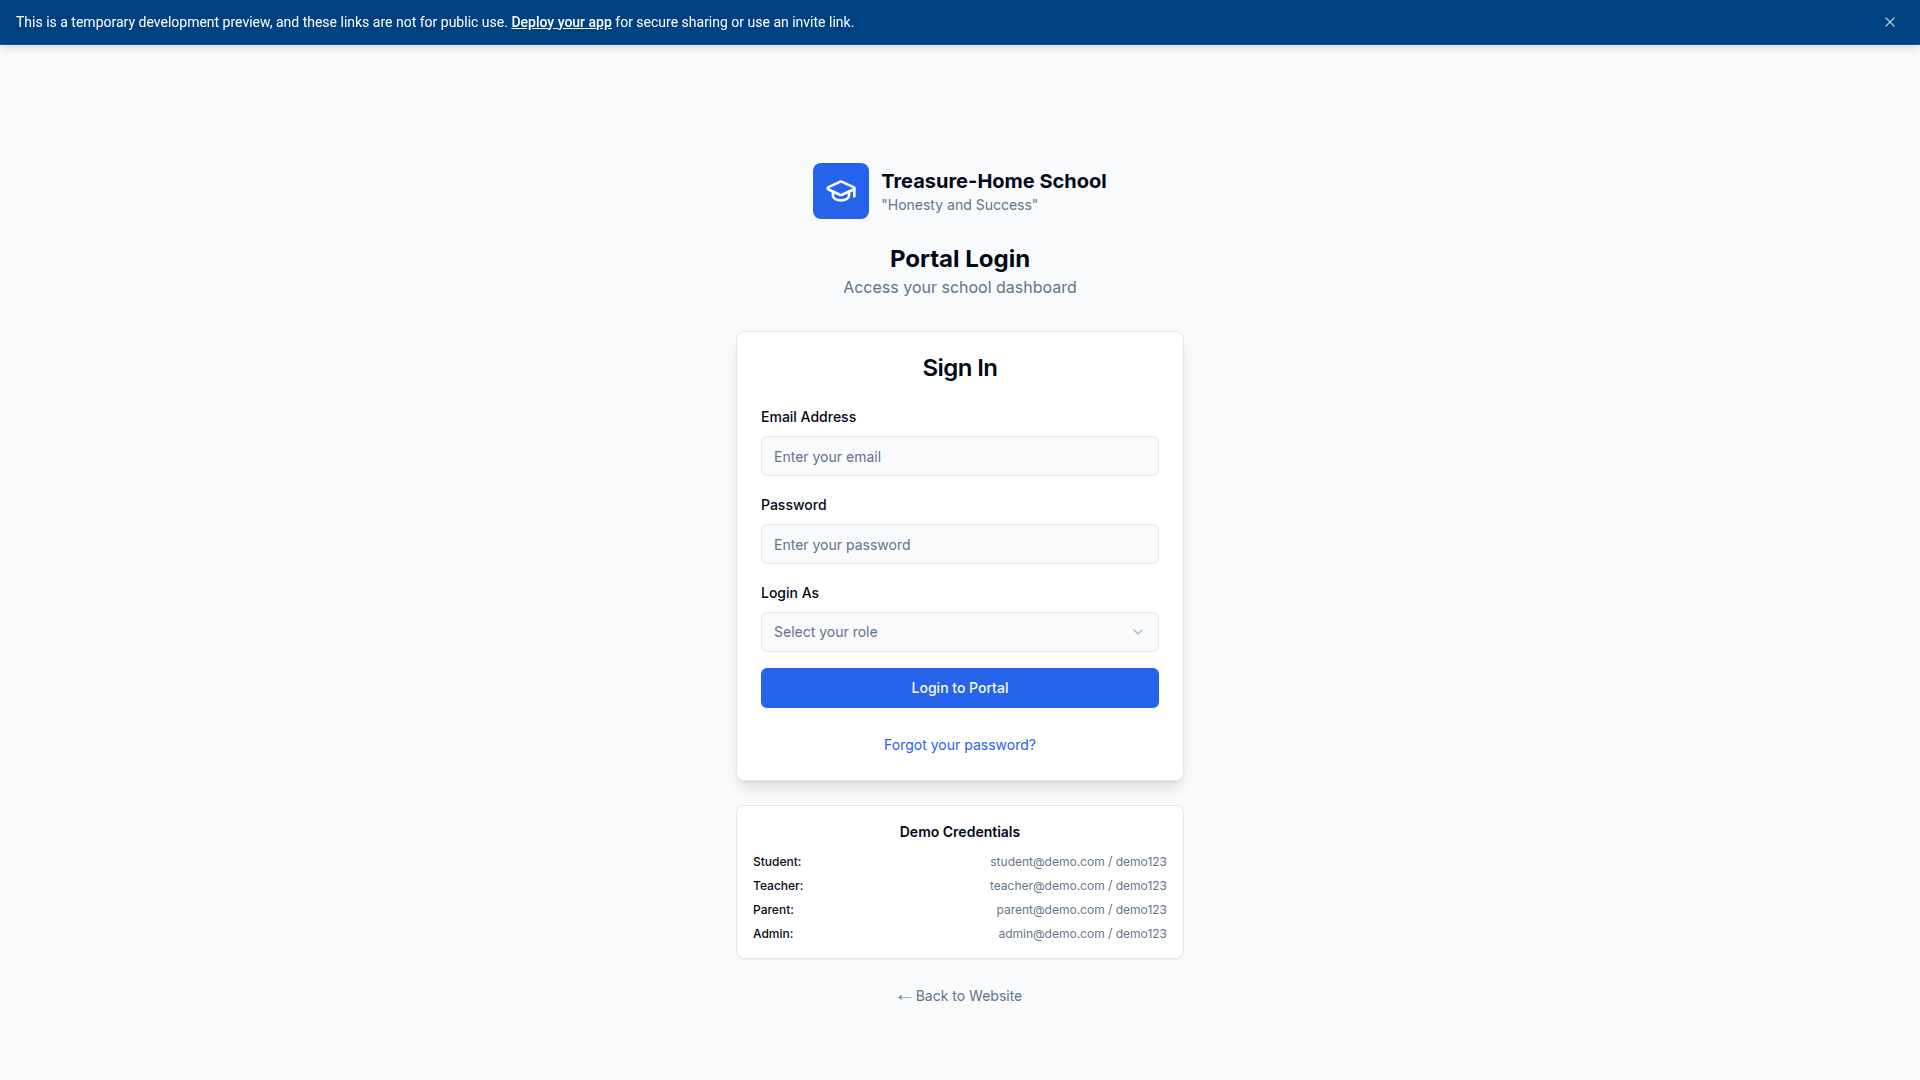 This is a temporary development preview, and these links are not for public use. Deploy your app for secure sharing or use an invite link.
Treasure-Home School
"Honesty and Success"
Portal Login
Access your school dashboard
Sign In
Email Address
Enter your email
Password
Enter your password
Login As
Select your role
Login to Portal
Forgot your password?
Demo Credentials
Student: student@demo.com / demo123
Teacher: teacher@demo.com / demo123
Parent: parent@demo.com / demo123
Admin: admin@demo.com / demo123
← Back to Website